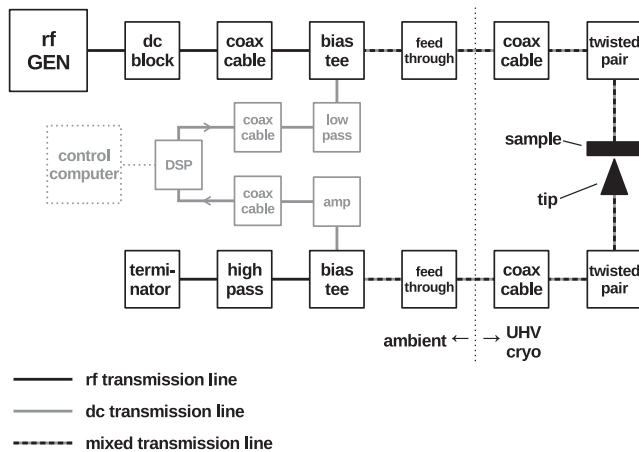 rf
GEN
dc
block
coax
cable
bias
tee
feed
through
coax
cable
twisted
pair
coax
cable
low
pass
control
computer
DSP
sample
coax
cable
amp
tip
termi-
nator
high
pass
bias
tee
feed
through
coax
cable
twisted
pair
ambient ← → UHV
cryo
rf transmission line
dc transmission line
mixed transmission line